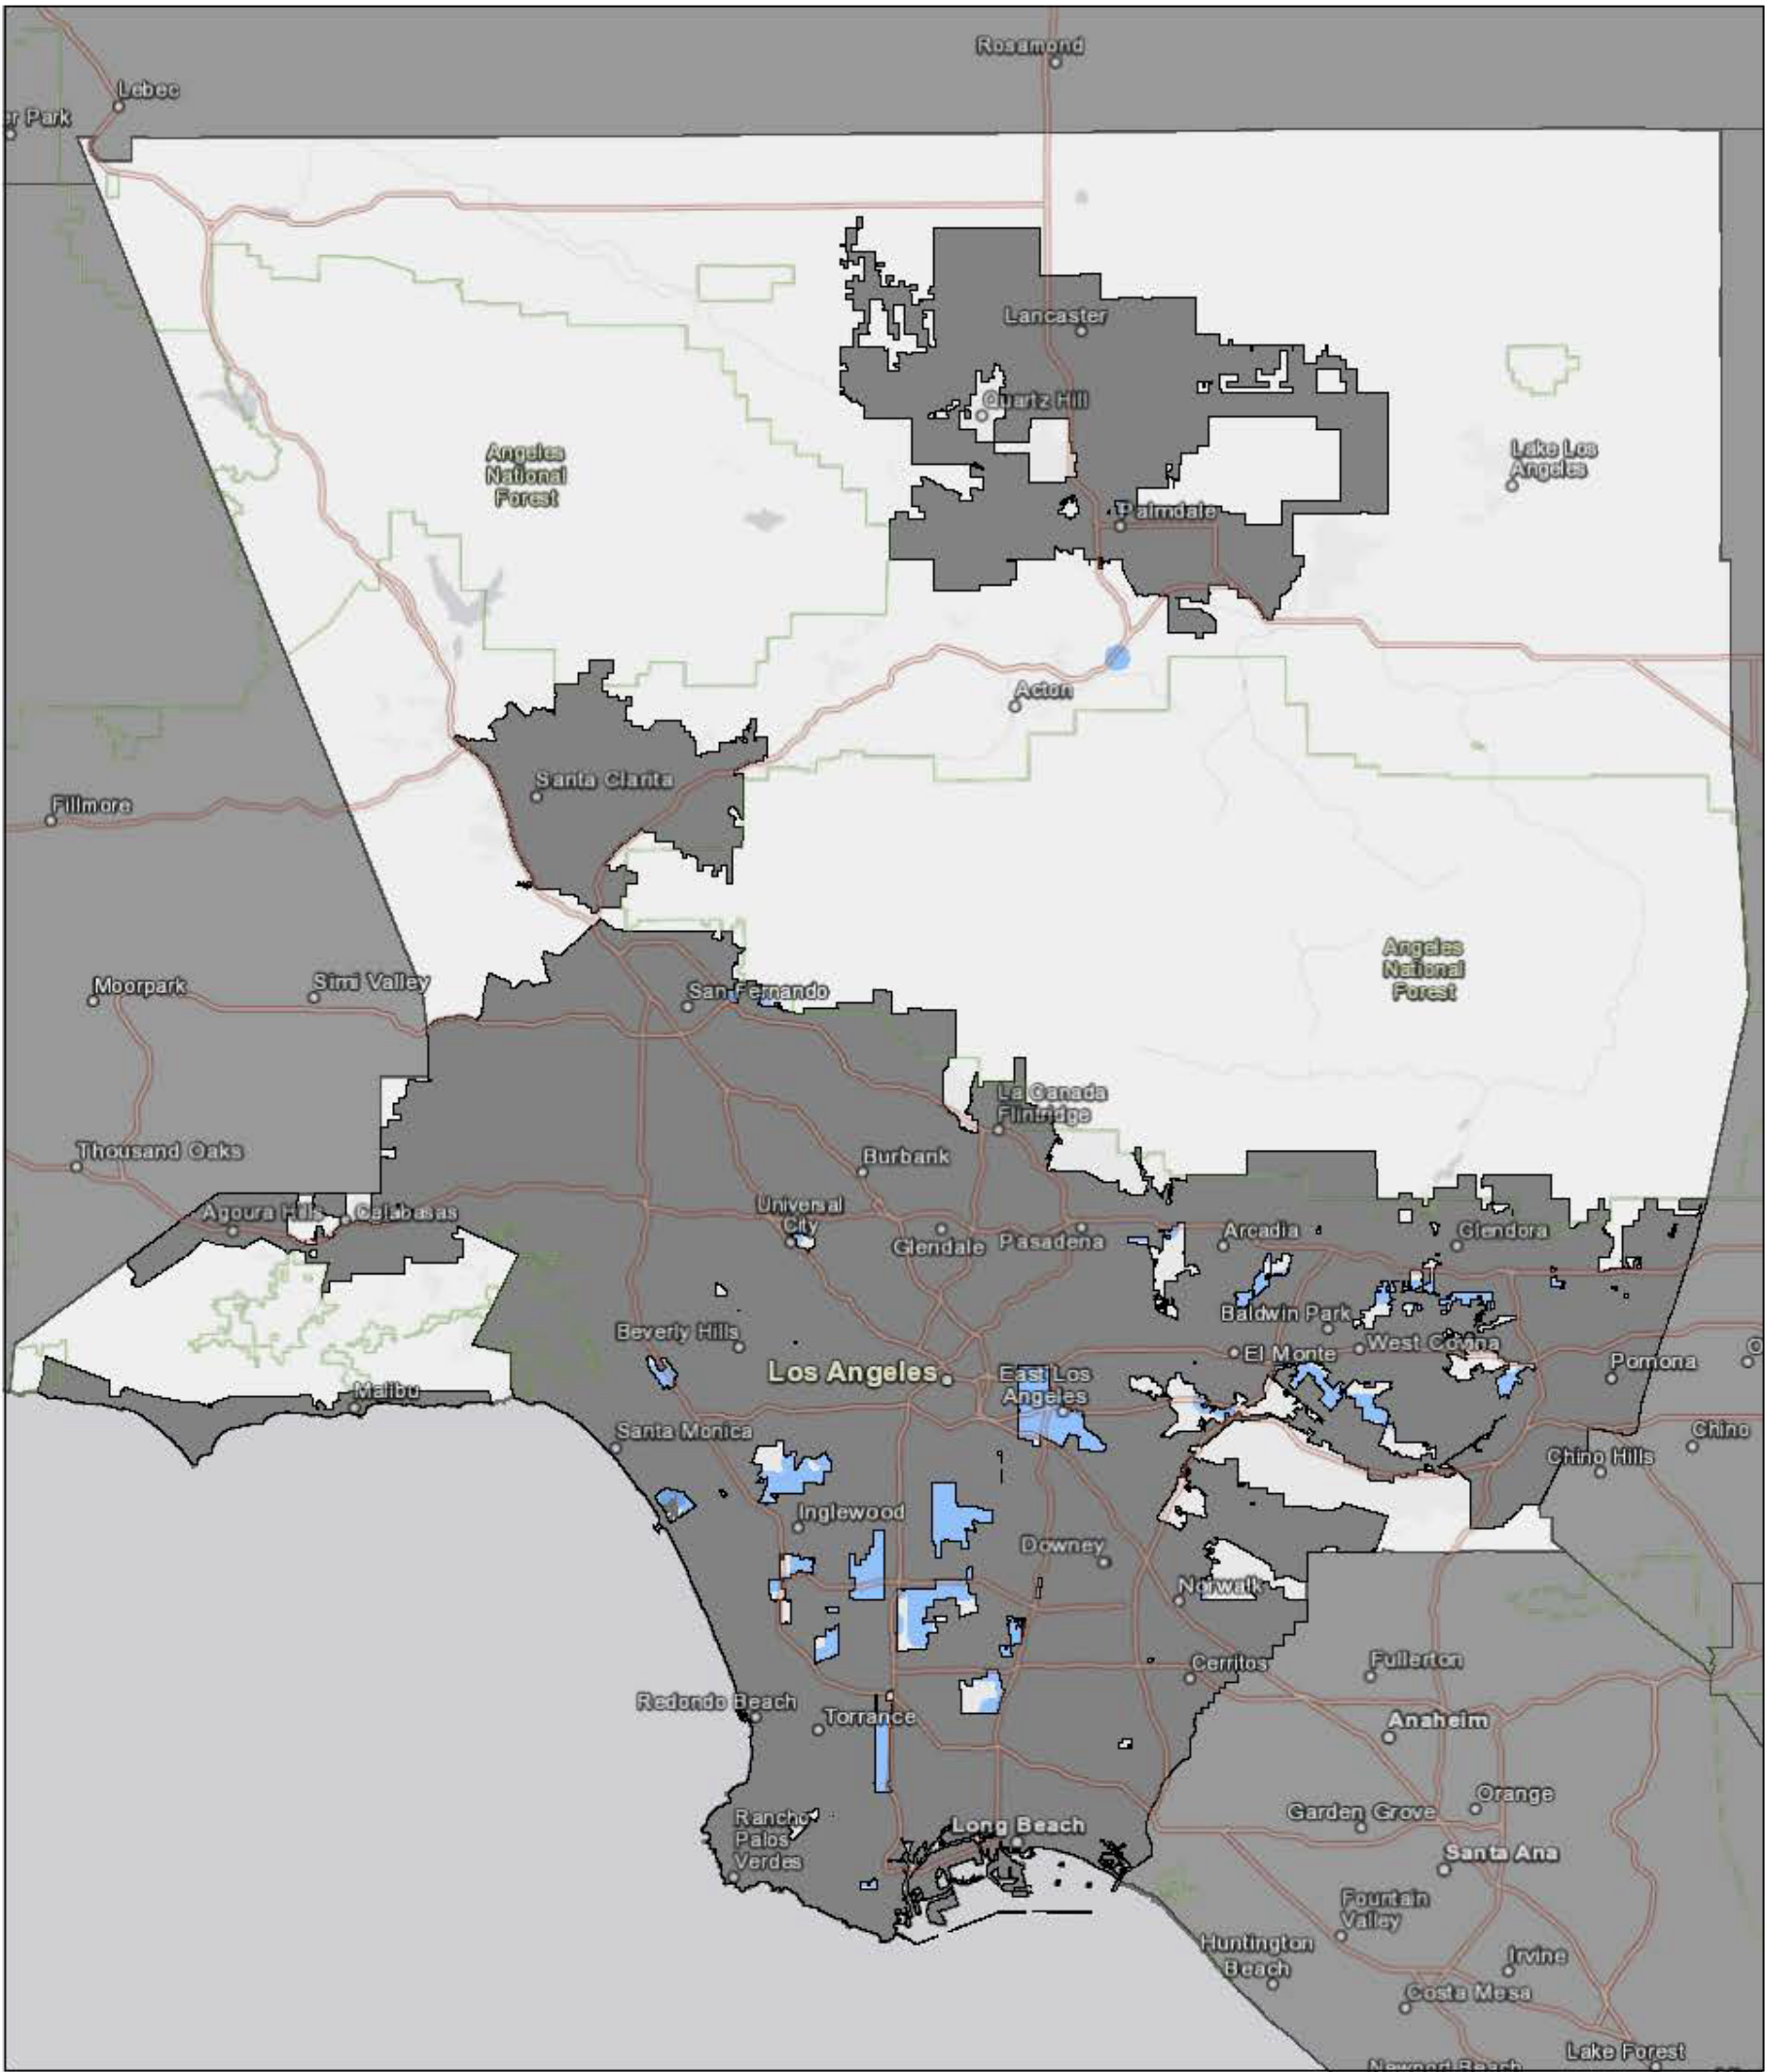 Rosamond
Lebec
er Park
Lancaster
Quartz Hill
Angeles
National
Forest
Lake Los
Angeles
Palmdale
Acton
Santa Clarita
Fillmore
Angeles
National
Forest
Moorpark
Simi Valley
San Fernando
La Canada
Flintridge
Thousand Oaks
Burbank
Agoura Hills
Calabasas
Universal
City
Glendale
Pasadena
Arcadia
Glendora
Baldwin Park
Beverly Hills
El Monte
West Covina
Los Angeles
East Los
Angeles
Pomona
O
Malibu
Santa Monica
Chino
Chino Hills
Inglewood
Downey
Norwalk
Cerritos
Fullerton
Redondo Beach
Torrance
Anaheim
Orange
Garden Grove
Rancho
Palos
Verdes
Long Beach
Santa Ana
Fountain
Valley
Huntington
Beach
Irvine
Costa Mesa
Lake Forest
Newport Beach